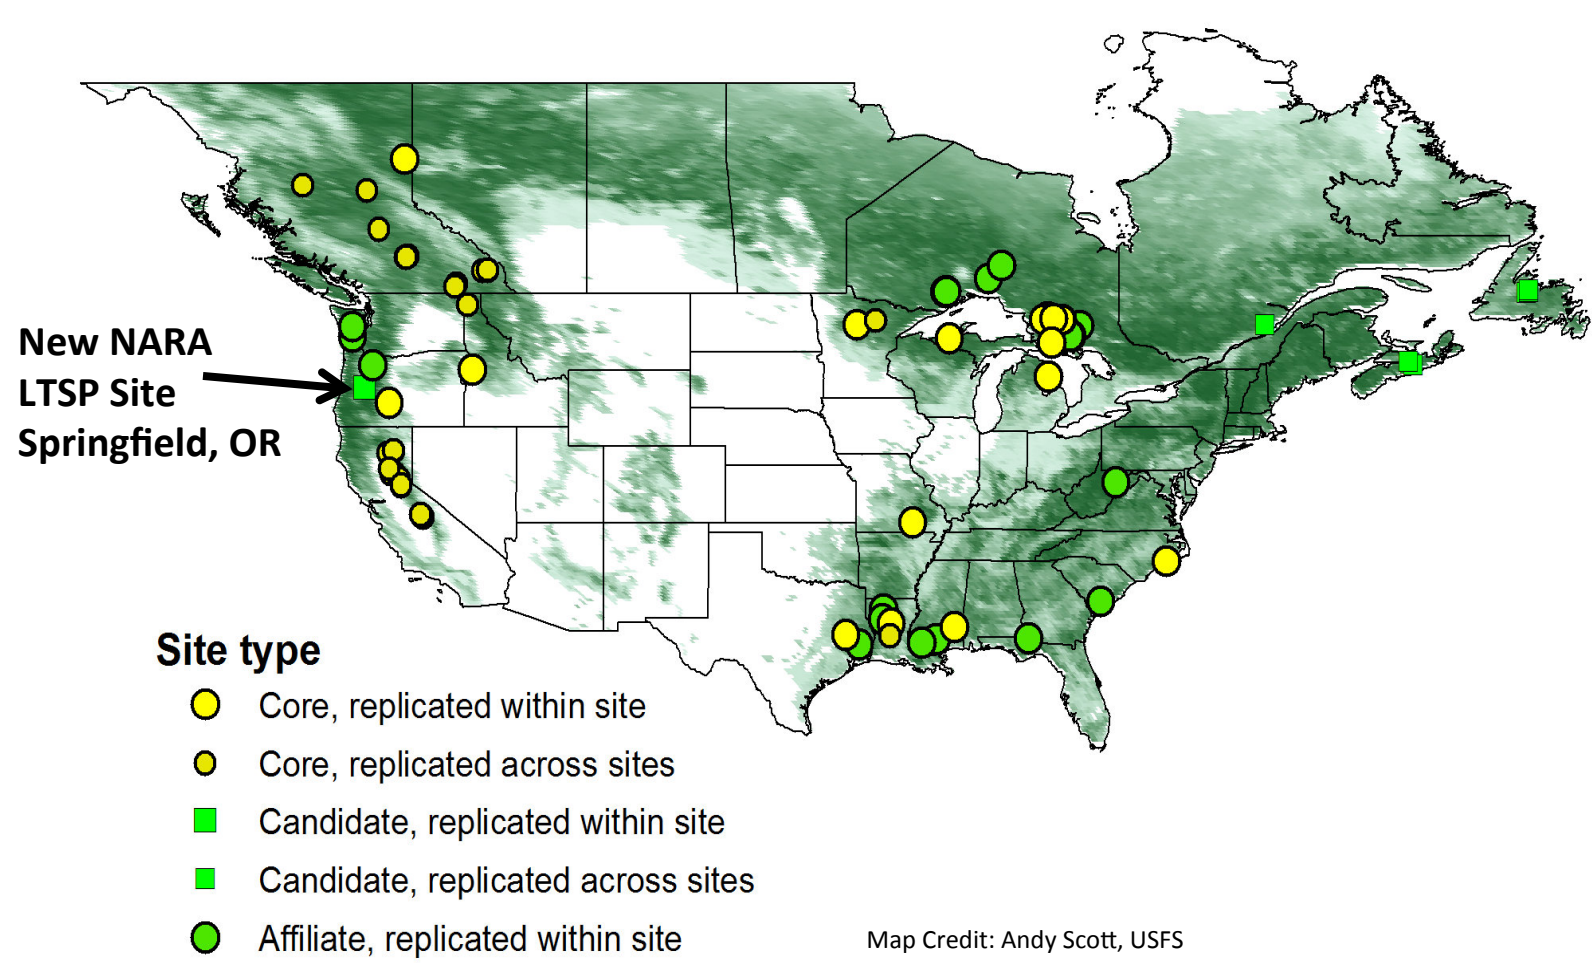 New NARA
LTSP Site
Springfield, OR
Site type
Core, replicated within site
Core, replicated across sites
Candidate, replicated within site
Candidate, replicated across sites
Affiliate, replicated within site
Map Credit: Andy Scott, USFS